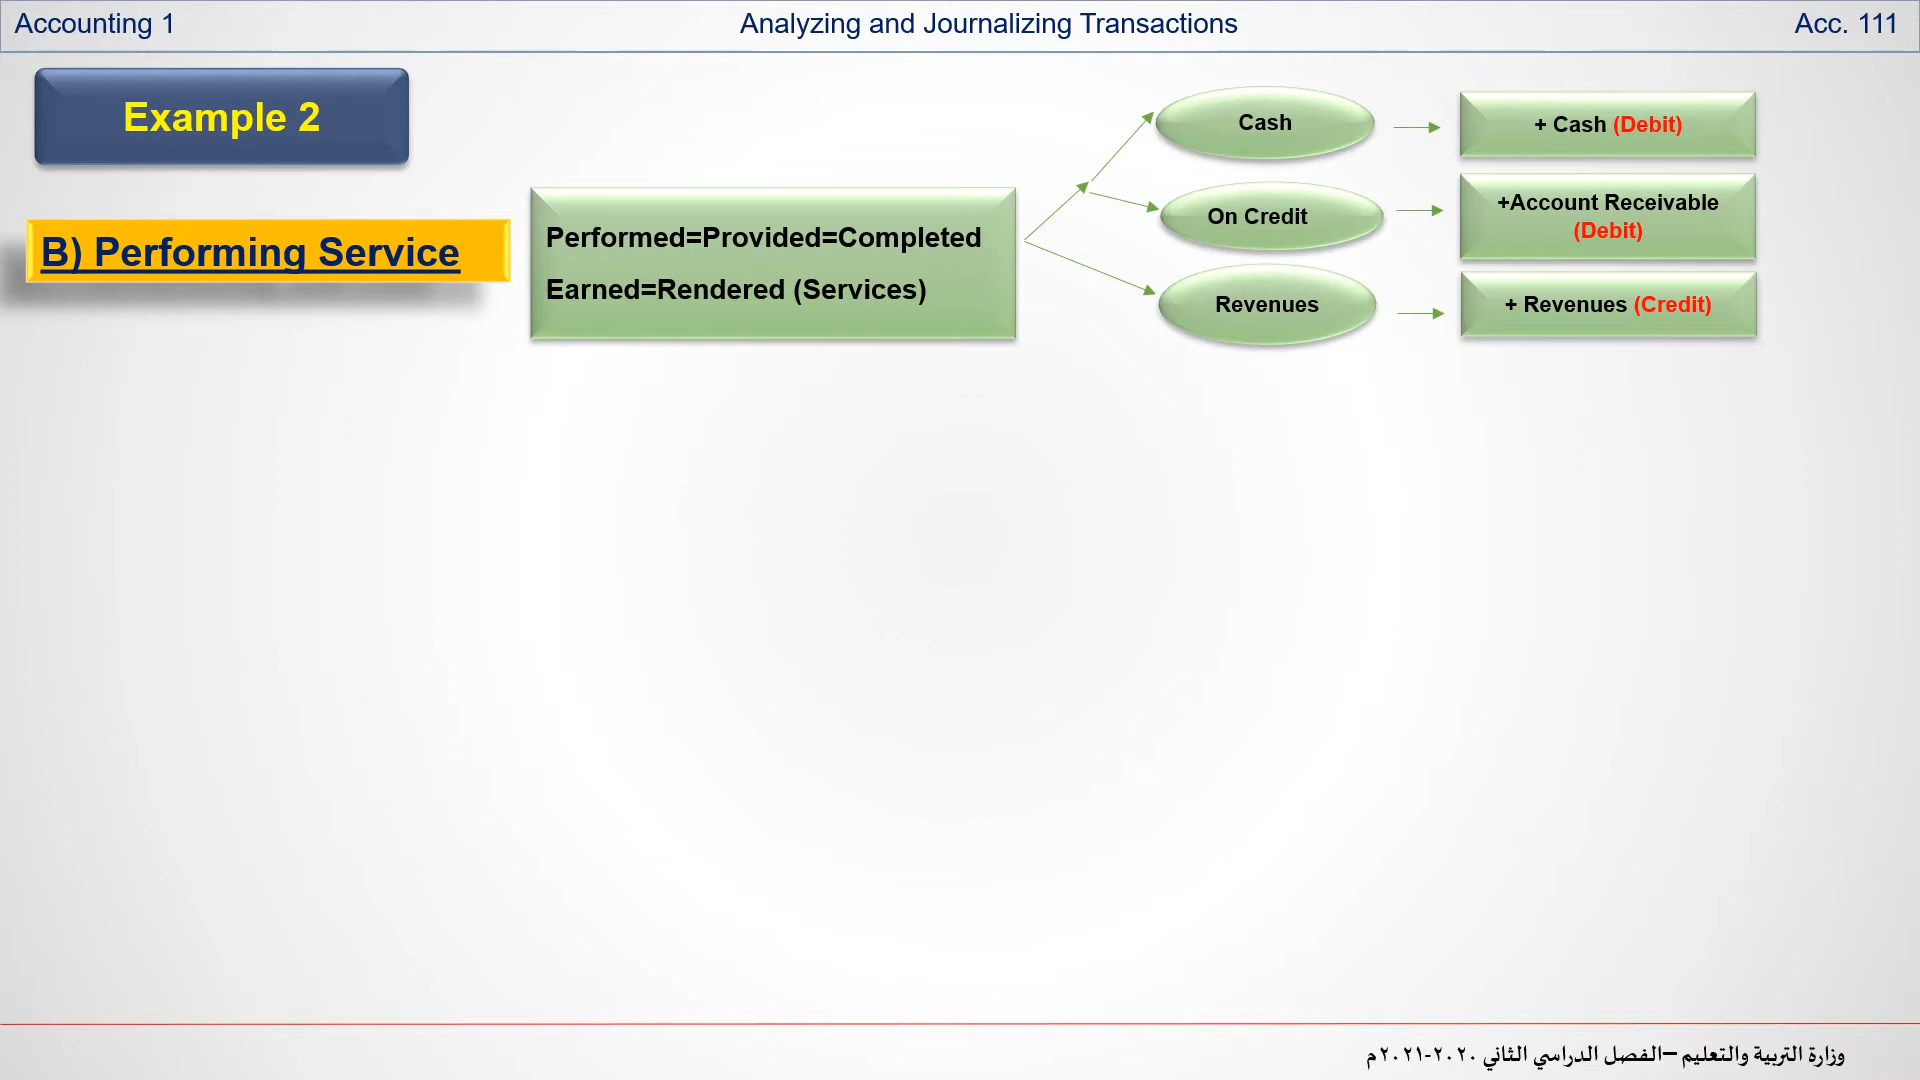 Accounting 1
Analyzing and Journalizing Transactions
Acc. 111
Example 2
B) Performing Service
Performed=Provided=Completed
Earned=Rendered (Services)
Cash
+ Cash (Debit)
On Credit
+Account Receivable
(Debit)
Revenues
+ Revenues (Credit)
وزارة التربية والتعليم –الفصل الدراسي الثاني ٢٠٢٠-٢٠٢١م